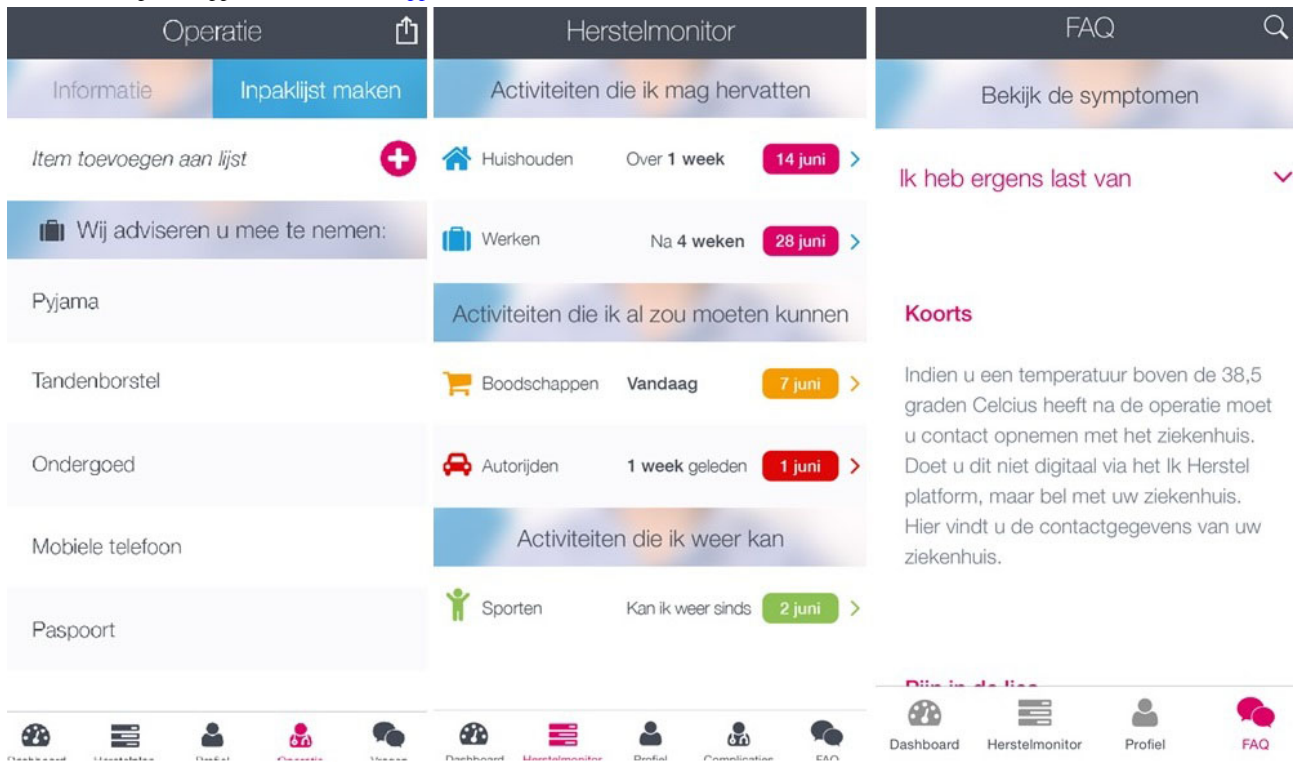 Operatie
Informatie
Inpaklijst maken
Item toevoegen aan lijst
Wij adviseren u mee te nemen:
Pyjama
Tandenborstel
Ondergoed
Mobiele telefoon
Paspoort
Herstelmonitor
Activiteiten die ik mag hervatten
Huishouden Over 1 week 14 juni
Werken Na 4 weken 28 juni
Activiteiten die ik al zou moeten kunnen
Boodschappen Vandaag 7 juni
Autorijden 1 week geleden 1 juni
Activiteiten die ik weer kan
Sporten Kan ik weer sinds 2 juni
Dashboard Herstelmonitor Profiel Complicaties FAQ
FAQ
Bekijk de symptomen
Ik heb ergens last van
Koorts
Indien u een temperatuur boven de 38,5
graden Celcius heeft na de operatie moet
u contact opnemen met het ziekenhuis.
Doet u dit niet digitaal via het Ik Herstel
platform, maar bel met uw ziekenhuis.
Hier vindt u de contactgegevens van uw
ziekenhuis.
Dashboard Herstelmonitor Profiel FAQ